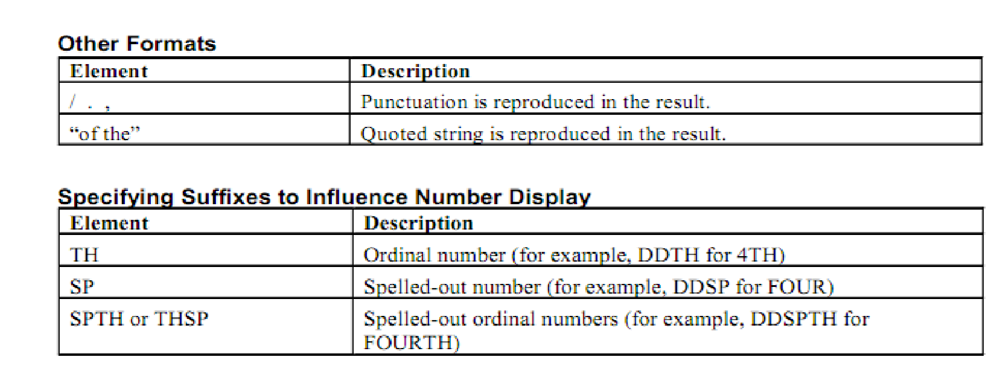 Other Formats
Element Description
/ . , Punctuation is reproduced in the result.
“of the” Quoted string is reproduced in the result.
Specifying Suffixes to Influence Number Display
Element Description
TH Ordinal number (for example, DDTH for 4TH)
SP Spelled-out number (for example, DDSP for FOUR)
SPTH or THSP Spelled-out ordinal numbers (for example, DDSPTH for
FOURTH)